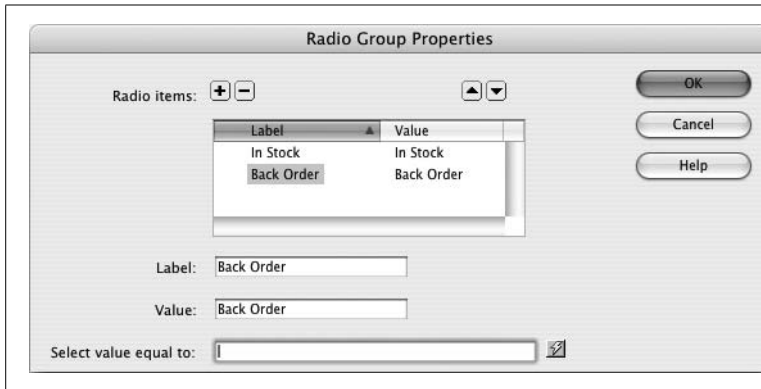 Radio Group Properties
Radio items:
OK
Cancel
Help
Label Value
In Stock In Stock
Back Order Back Order
Label: Back Order
Value: Back Order
Select value equal to: